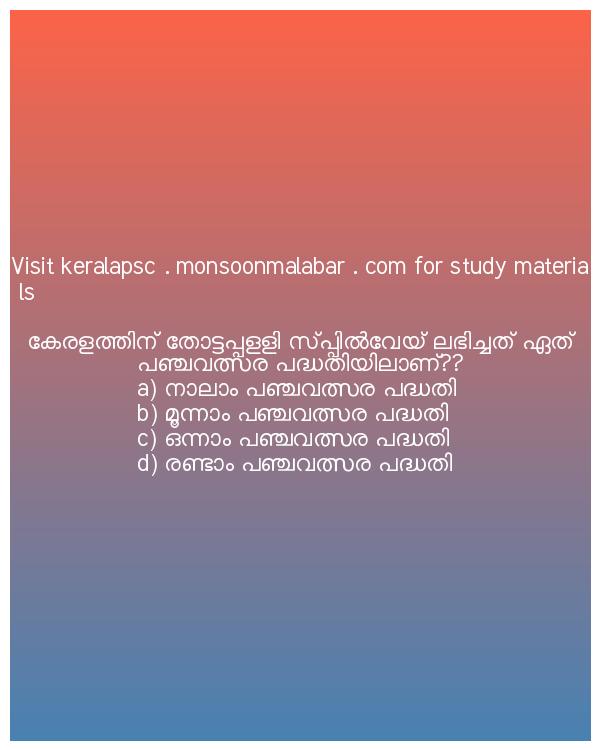 Visit keralapsc . monsoonmalabar . com for study materia
ls
കേരളത്തിന് തോട്ടപ്പളളി സ്പ്പിൽവേയ് ലഭിച്ചത് ഏത്
പഞ്ചവത്സര പദ്ധതിയിലാണ്??
a) നാലാം പഞ്ചവത്സര പദ്ധതി
b) മൂന്നാം പഞ്ചവത്സര പദ്ധതി
c) ഒന്നാം പഞ്ചവത്സര പദ്ധതി
d) രണ്ടാം പഞ്ചവത്സര പദ്ധതി